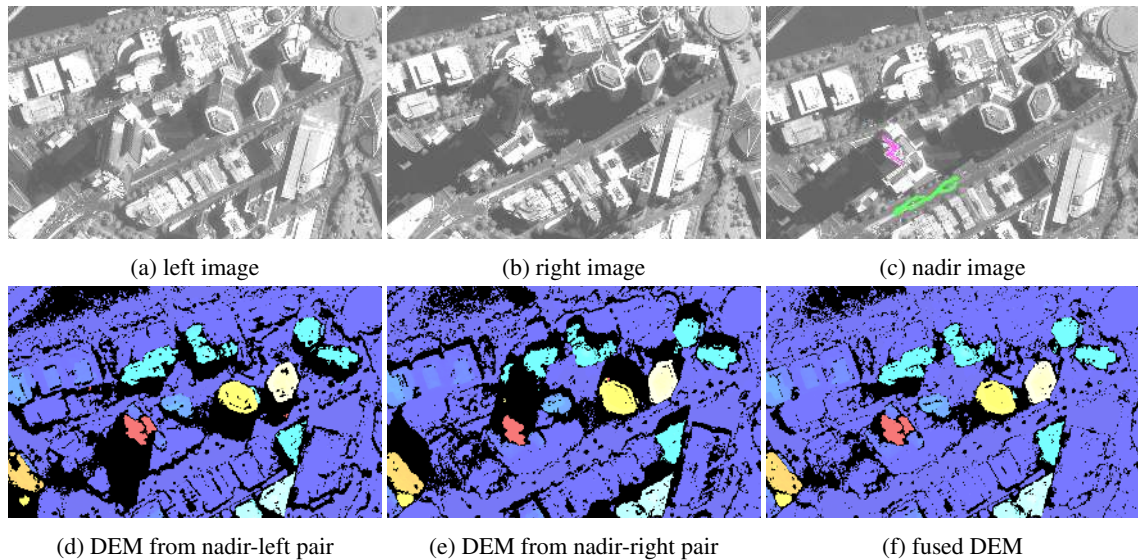 (a) left image
(b) right image
(c) nadir image
(d) DEM from nadir-left pair
(e) DEM from nadir-right pair
(f) fused DEM